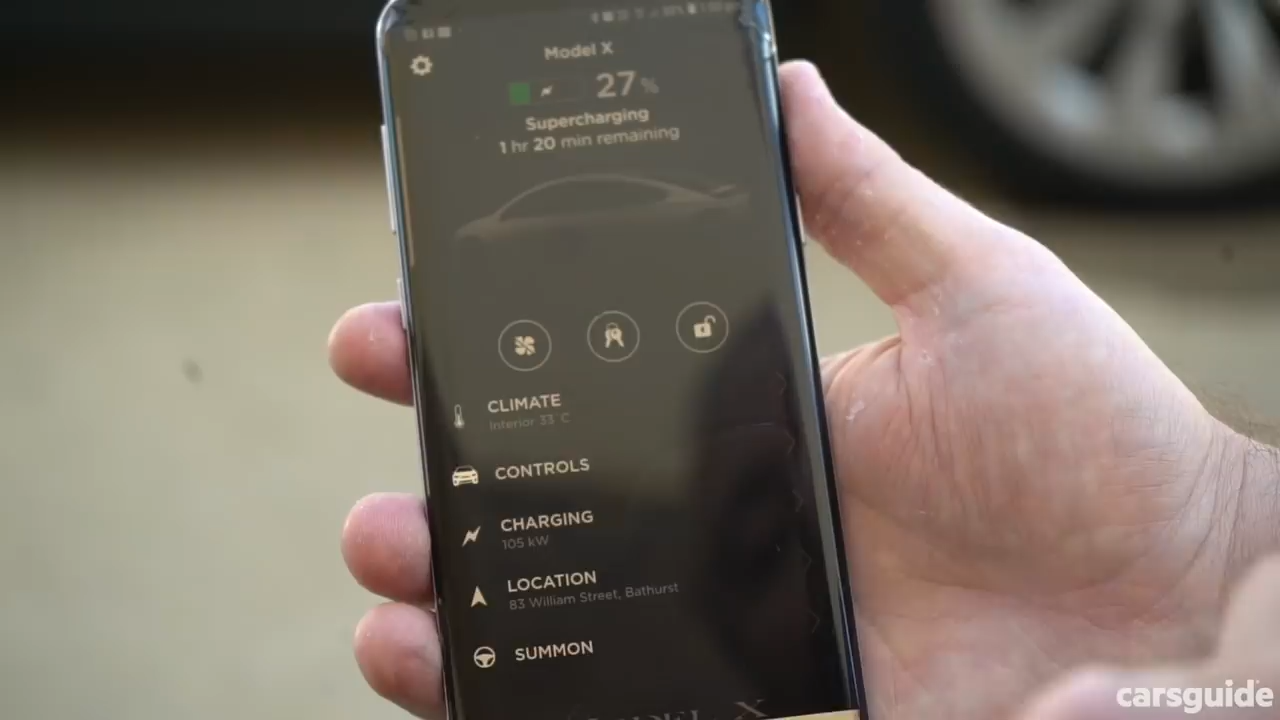 Model X
27 %
Supercharging
1 hr 20 min remaining
CLIMATE
Interior 33°C
CONTROLS
CHARGING
105 kW
LOCATION
83 William Street, Bathurst
SUMMON
carsguide